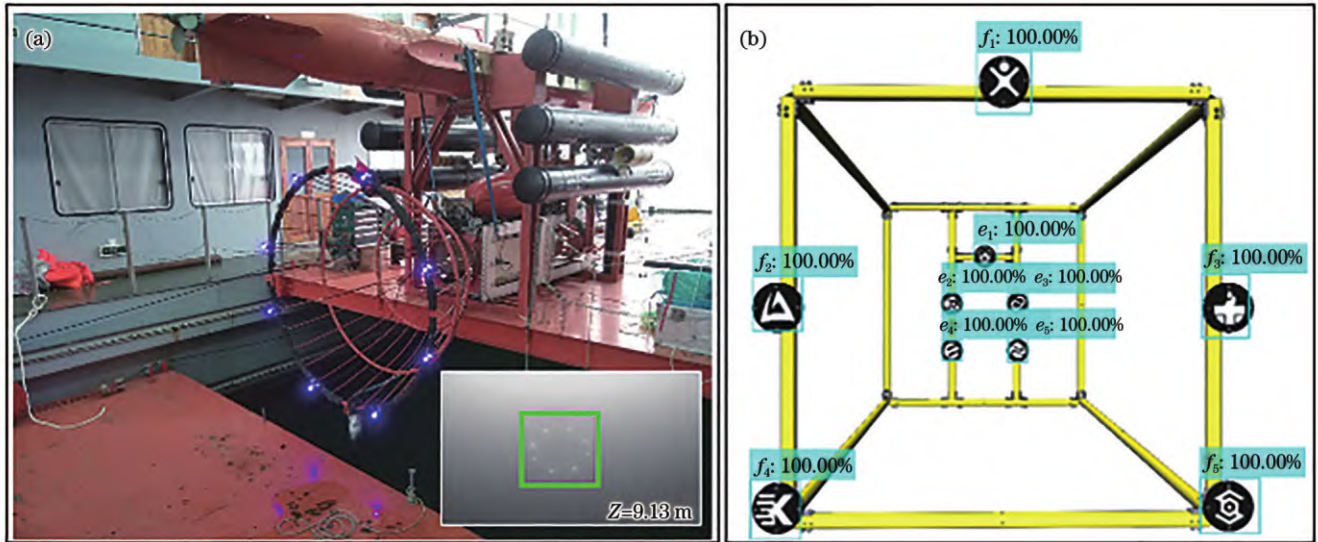 (a)
Z=9.13 m
(b)
f₁: 100.00%
e₁: 100.00%
f₂: 100.00%
f₃: 100.00%
e₂: 100.00% e₃: 100.00%
e₄: 100.00% e₅: 100.00%
f₄: 100.00%
f₅: 100.00%